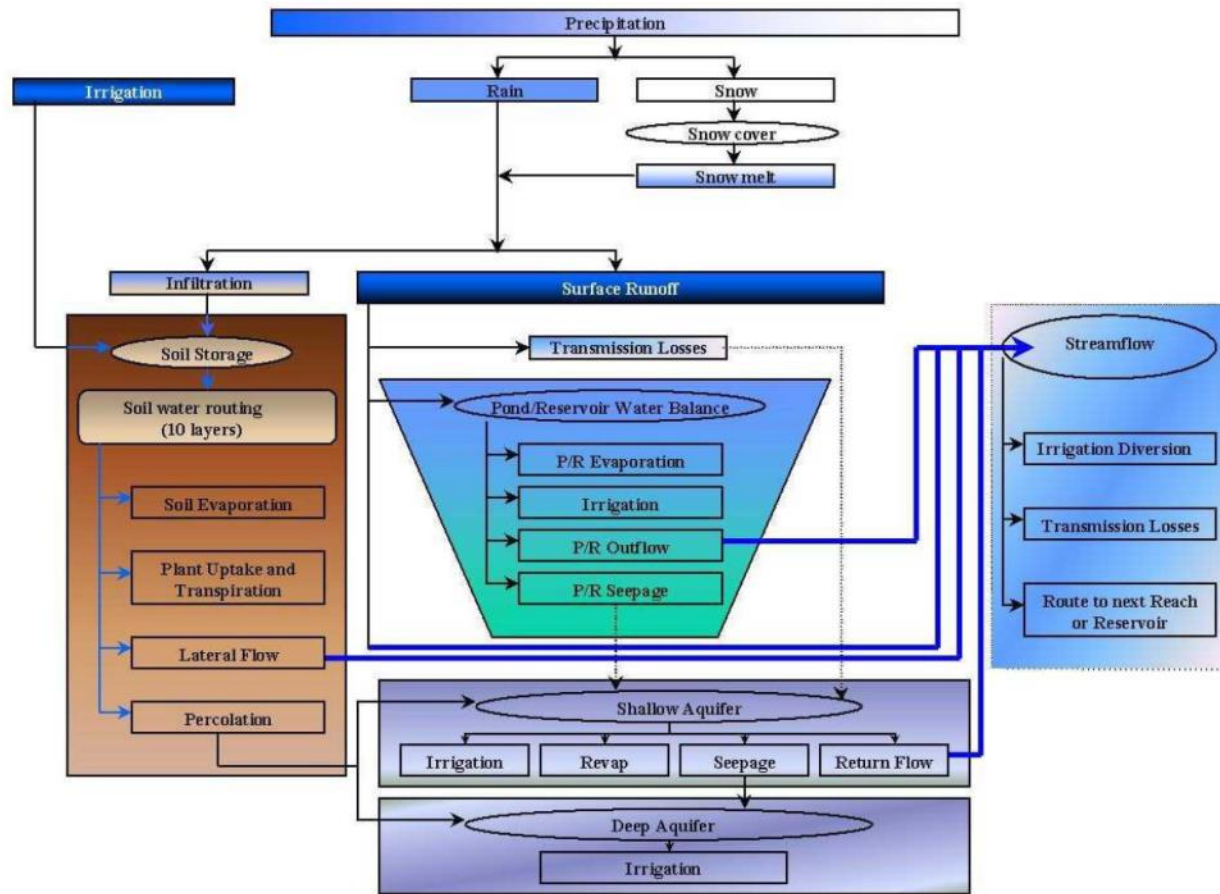 Precipitation
Irrigation
Rain
Snow
Snow cover
Snow melt
Infiltration
Surface Runoff
Soil Storage
Transmission Losses
Streamflow
Soil water routing
(10 layers)
Pond/Reservoir Water Balance
P/R Evaporation
Irrigation
P/R Outflow
P/R Seepage
Soil Evaporation
Plant Uptake and
Transpiration
Lateral Flow
Percolation
Irrigation Diversion
Transmission Losses
Route to next Reach
or Reservoir
Shallow Aquifer
Irrigation
Revap
Seepage
Return Flow
Deep Aquifer
Irrigation